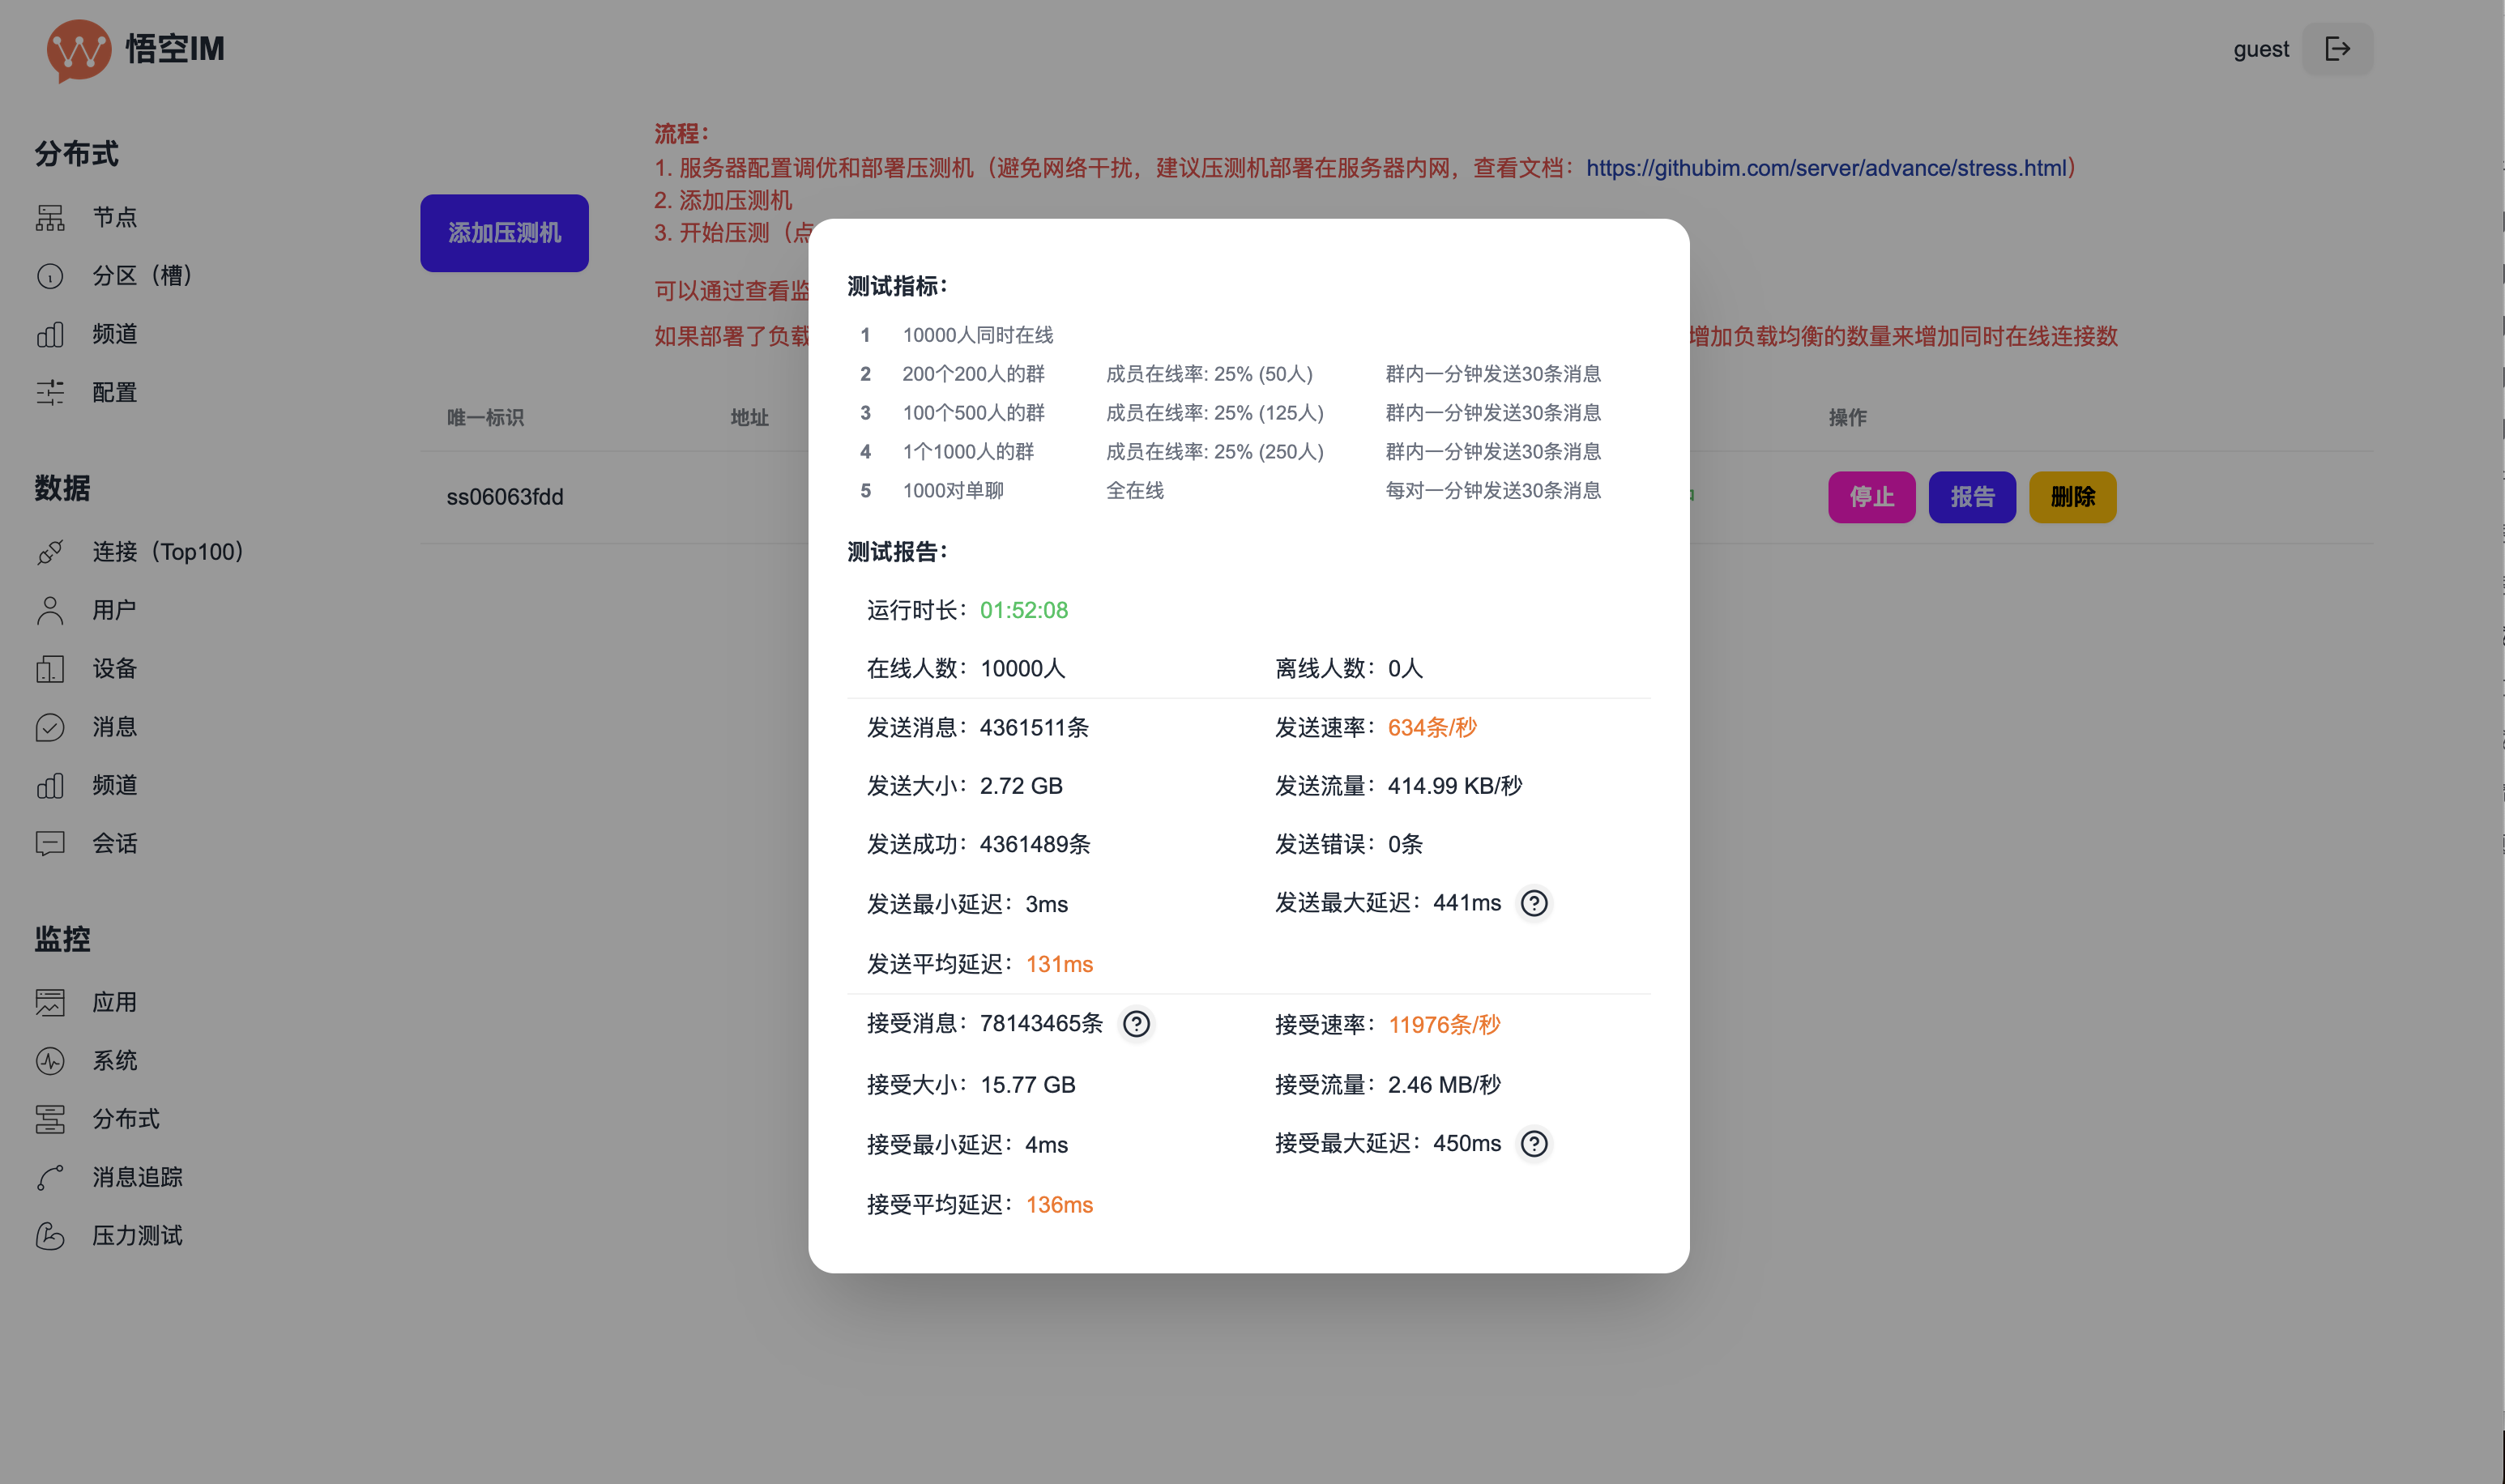 悟空IM
guest
分布式
节点
分区（槽）
频道
配置
数据
连接（Top100）
用户
设备
消息
频道
会话
监控
应用
系统
分布式
消息追踪
压力测试
添加压测机
流程：
1. 服务器配置调优和部署压测机（避免网络干扰，建议压测机部署在服务器内网，查看文档：https://githubim.com/server/advance/stress.html）
2. 添加压测机
3. 开始压测（点
可以通过查看监
如果部署了负载
增加负载均衡的数量来增加同时在线连接数
唯一标识 地址 操作
ss06063fdd 停止 报告 删除
测试指标：
1 10000人同时在线
2 200个200人的群 成员在线率: 25% (50人) 群内一分钟发送30条消息
3 100个500人的群 成员在线率: 25% (125人) 群内一分钟发送30条消息
4 1个1000人的群 成员在线率: 25% (250人) 群内一分钟发送30条消息
5 1000对单聊 全在线 每对一分钟发送30条消息
测试报告：
运行时长：01:52:08
在线人数：10000人 离线人数：0人
发送消息：4361511条 发送速率：634条/秒
发送大小：2.72 GB 发送流量：414.99 KB/秒
发送成功：4361489条 发送错误：0条
发送最小延迟：3ms 发送最大延迟：441ms
发送平均延迟：131ms
接受消息：78143465条 接受速率：11976条/秒
接受大小：15.77 GB 接受流量：2.46 MB/秒
接受最小延迟：4ms 接受最大延迟：450ms
接受平均延迟：136ms